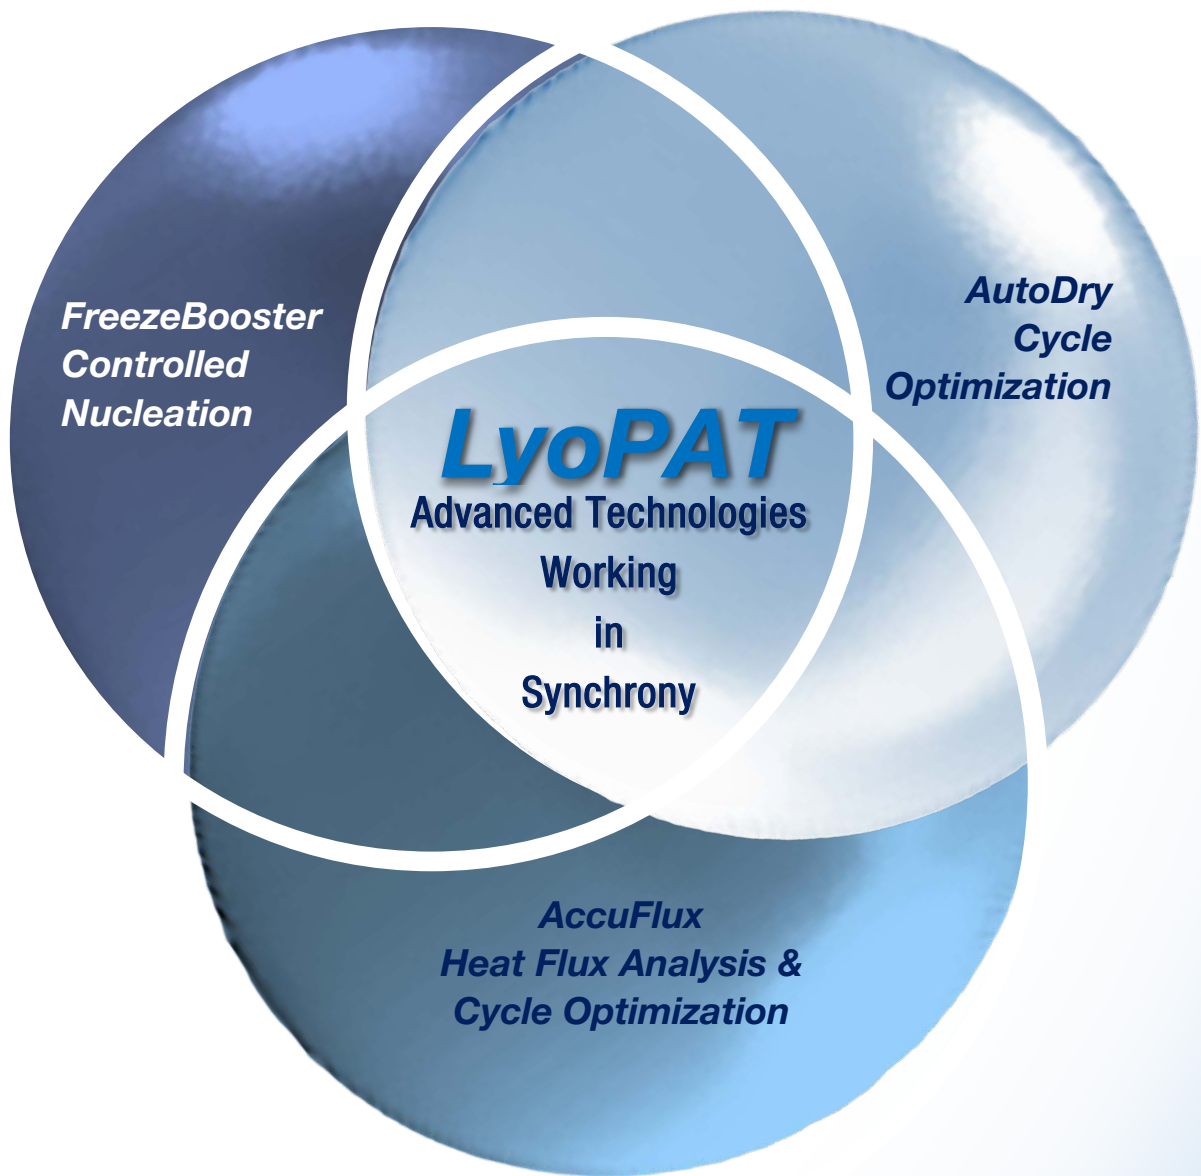 FreezeBooster
Controlled
Nucleation
AutoDry
Cycle
Optimization
LyoPAT
Advanced Technologies
Working
in
Synchrony
AccuFlux
Heat Flux Analysis &
Cycle Optimization